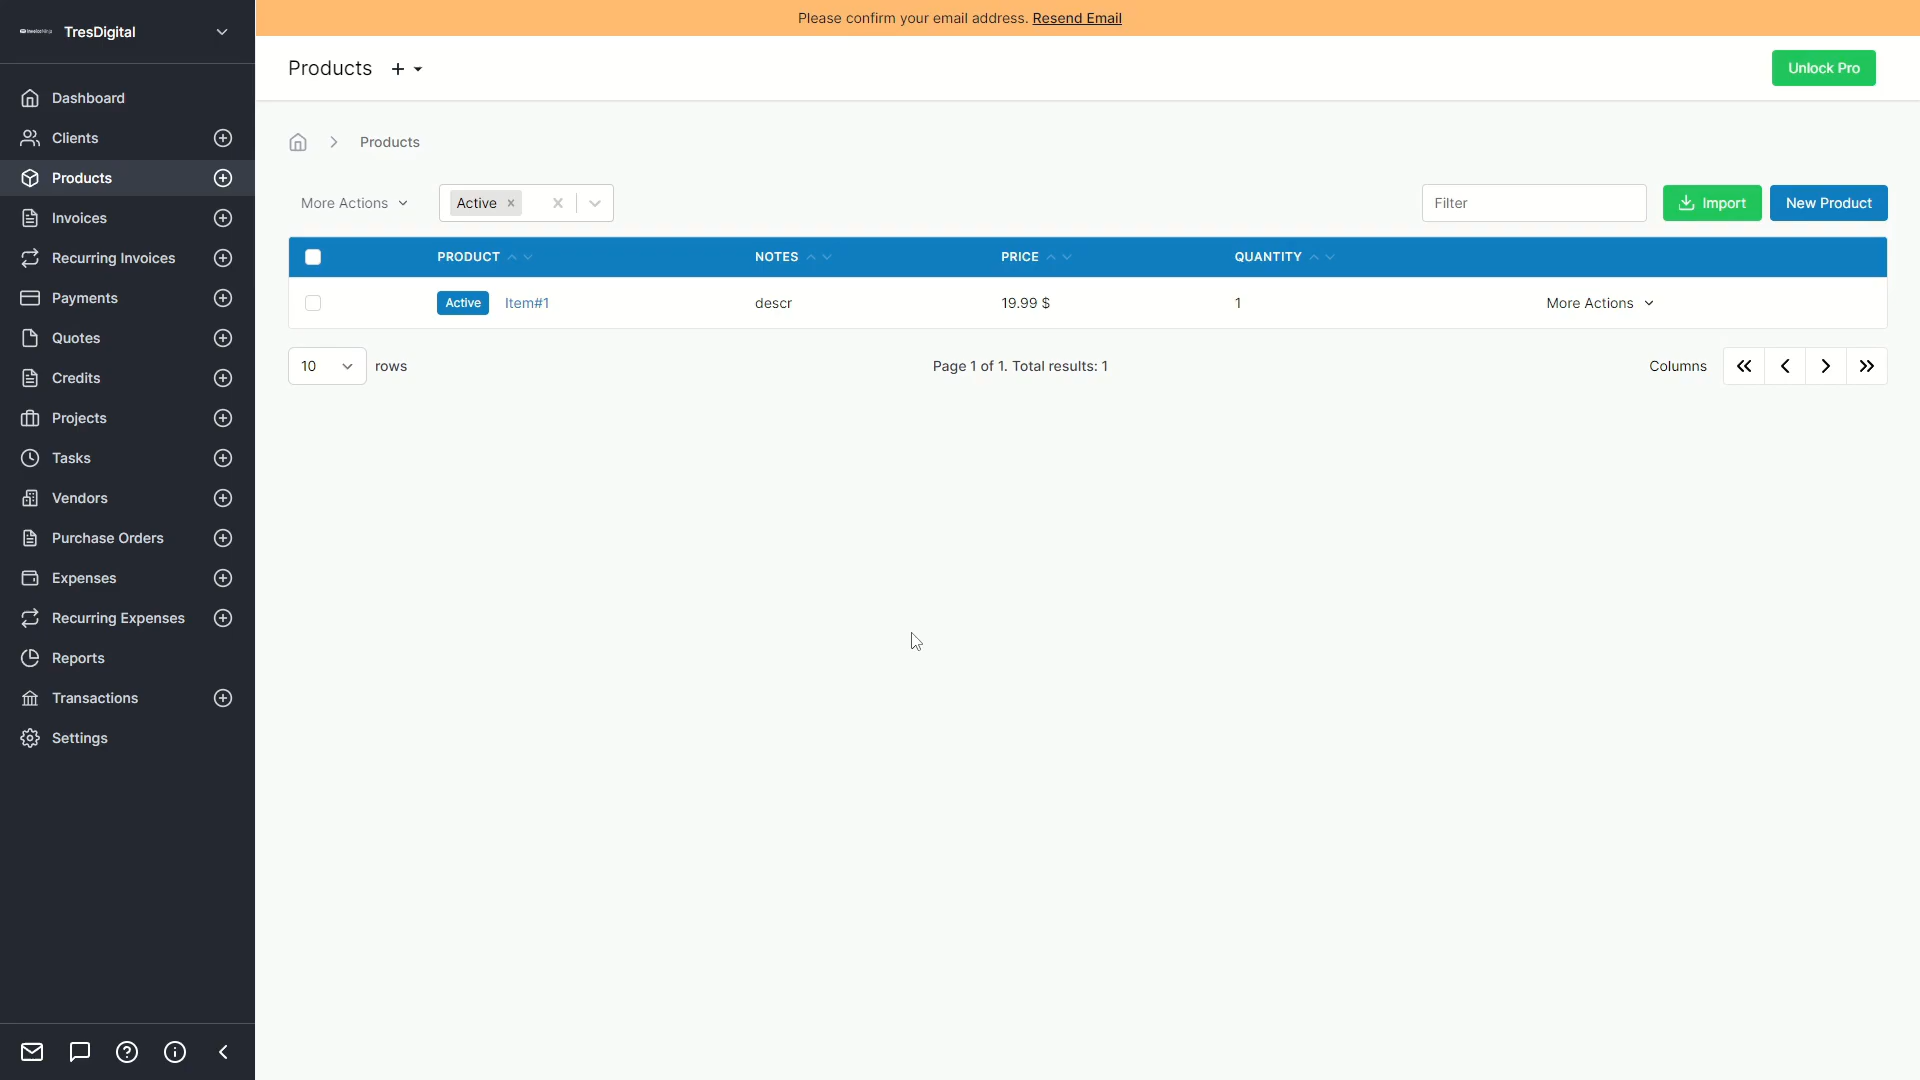 Please confirm your email address. Resend Email
TresDigital
Products
Unlock Pro
Dashboard
Clients
Products
Invoices
Recurring Invoices
Payments
Quotes
Credits
Projects
Tasks
Vendors
Purchase Orders
Expenses
Recurring Expenses
Reports
Transactions
Settings
Products
More Actions
Active
Filter
Import
New Product
PRODUCT NOTES PRICE QUANTITY
Active Item#1 descr 19.99 $ 1 More Actions
10 rows
Page 1 of 1. Total results: 1
Columns